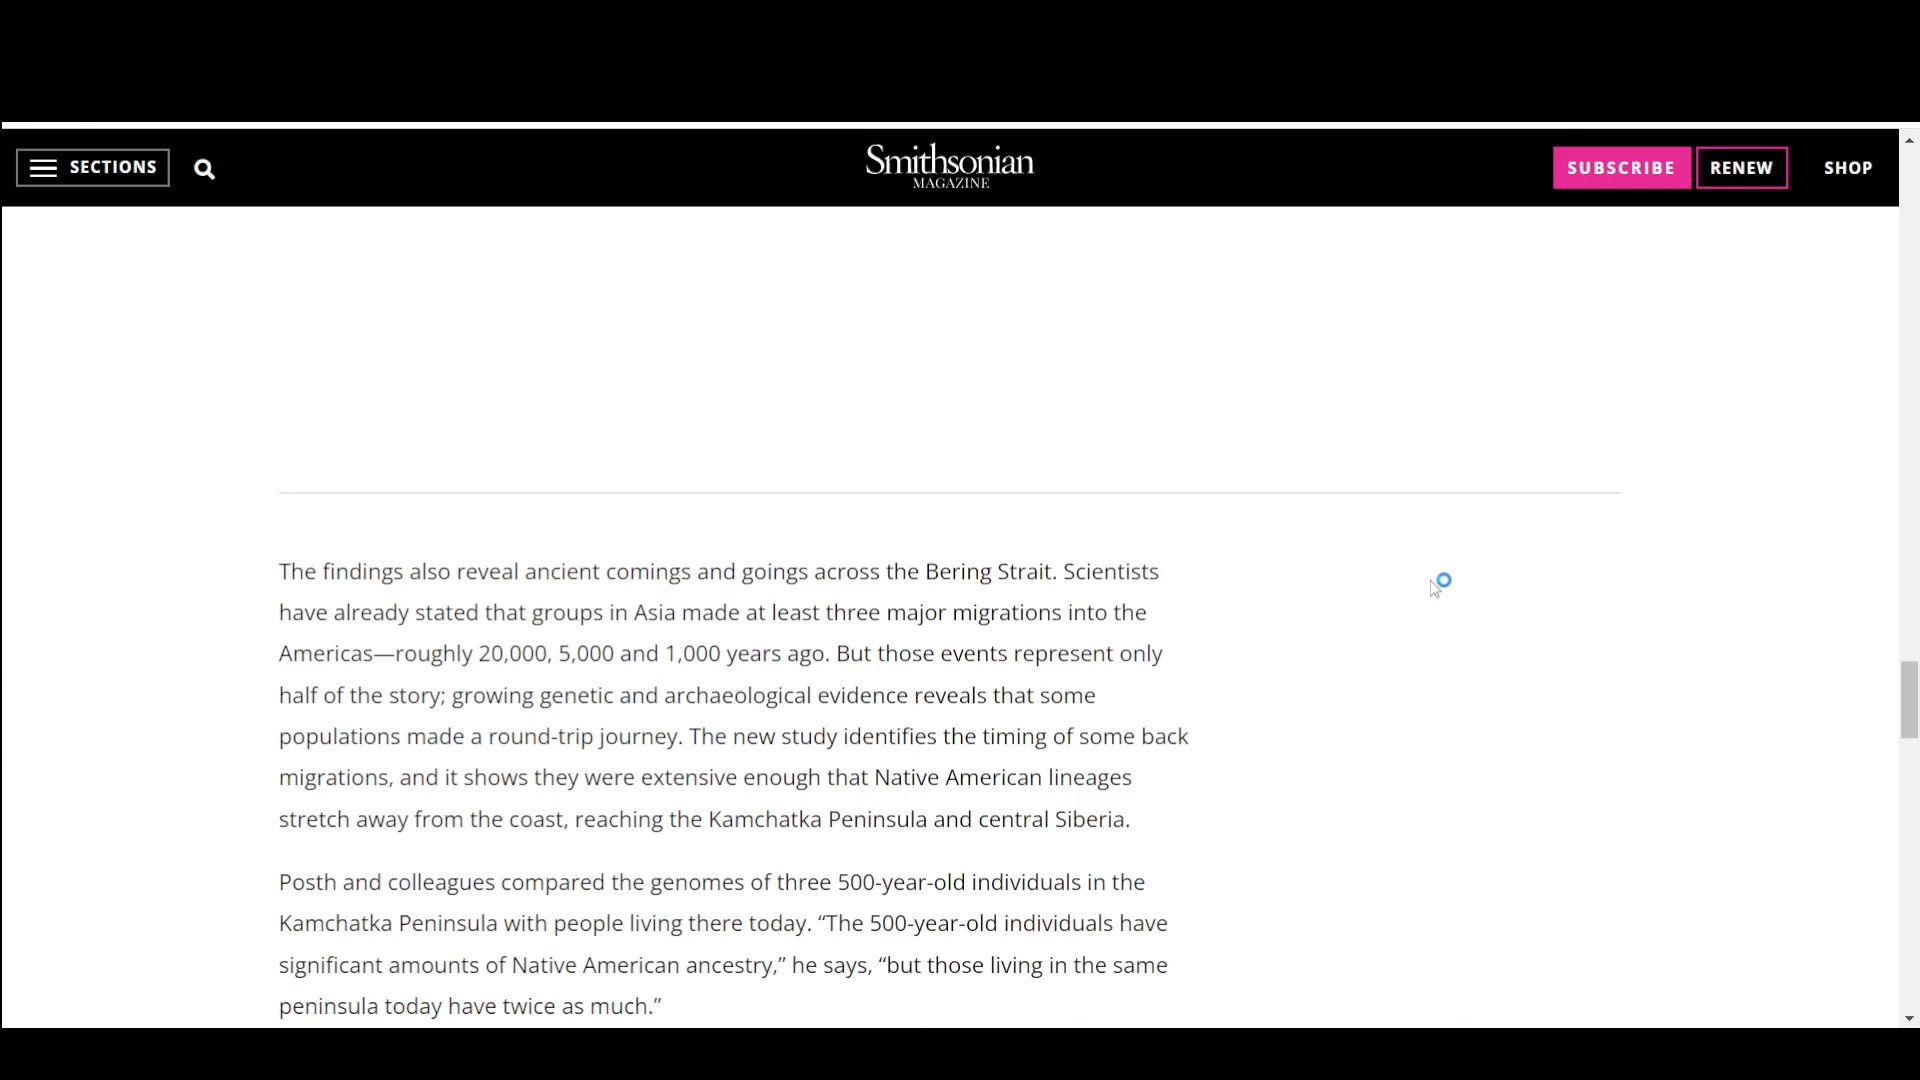 SECTIONS
Smithsonian
MAGAZINE
SUBSCRIBE
RENEW
SHOP
The findings also reveal ancient comings and goings across the Bering Strait. Scientists
have already stated that groups in Asia made at least three major migrations into the
Americas—roughly 20,000, 5,000 and 1,000 years ago. But those events represent only
half of the story; growing genetic and archaeological evidence reveals that some
populations made a round-trip journey. The new study identifies the timing of some back
migrations, and it shows they were extensive enough that Native American lineages
stretch away from the coast, reaching the Kamchatka Peninsula and central Siberia.
Posth and colleagues compared the genomes of three 500-year-old individuals in the
Kamchatka Peninsula with people living there today. “The 500-year-old individuals have
significant amounts of Native American ancestry,” he says, “but those living in the same
peninsula today have twice as much.”